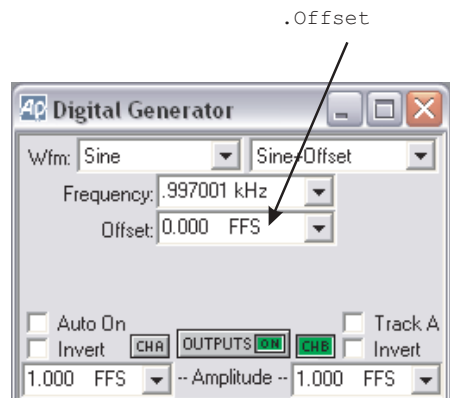 .Offset
Ap Digital Generator
Wfm: Sine Sine+Offset
Frequency: .997001 kHz
Offset: 0.000 FFS
Auto On Track A
Invert CHA OUTPUTS ON CHB Invert
1.000 FFS -- Amplitude -- 1.000 FFS